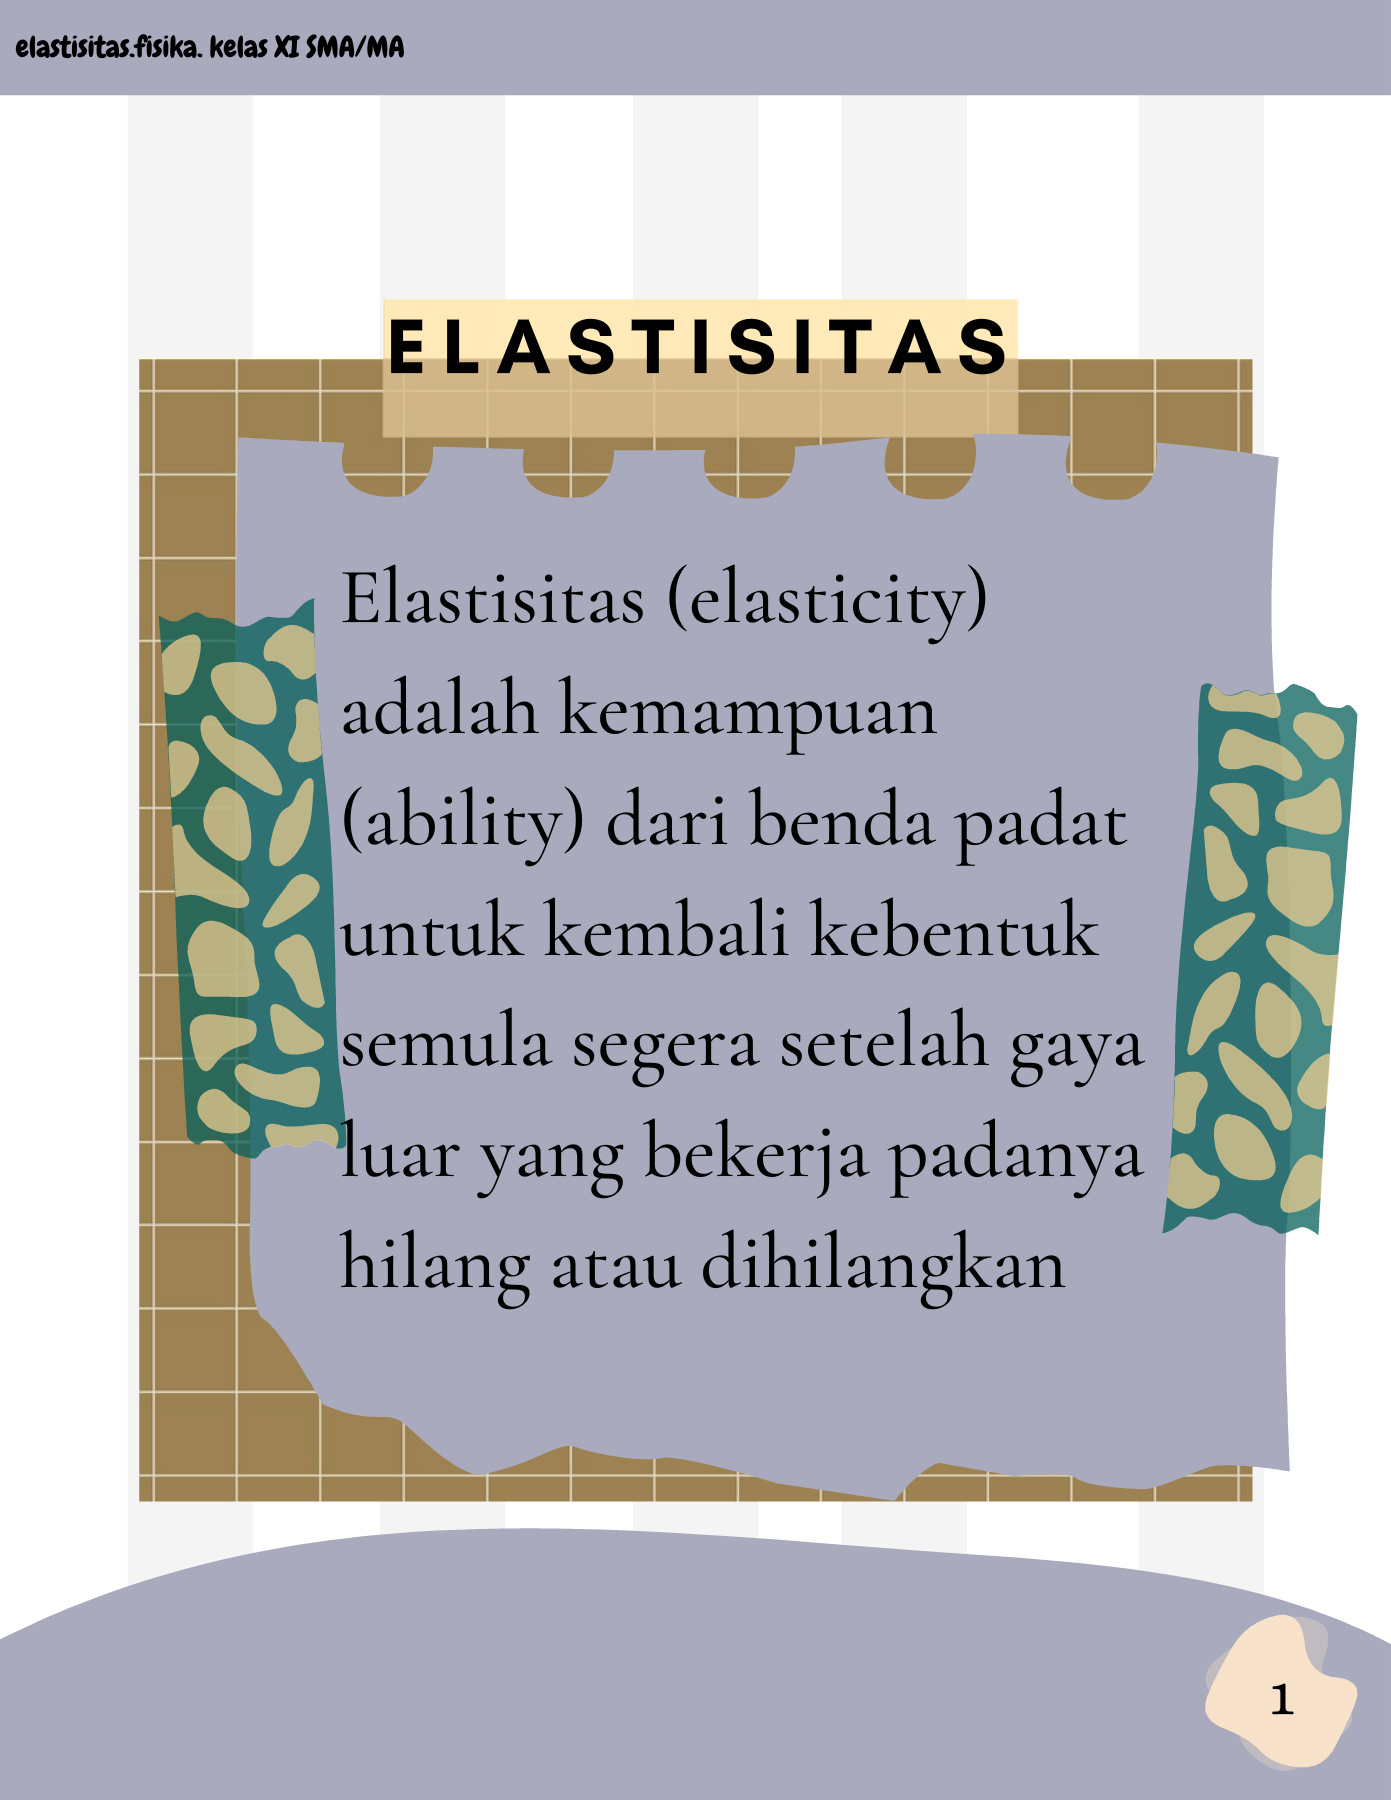 elastisitas.fisika. kelas XI SMA/MA
ELASTISITAS
Elastisitas (elasticity)
adalah kemampuan
(ability) dari benda padat
untuk kembali kebentuk
semula segera setelah gaya
luar yang bekerja padanya
hilang atau dihilangkan
1